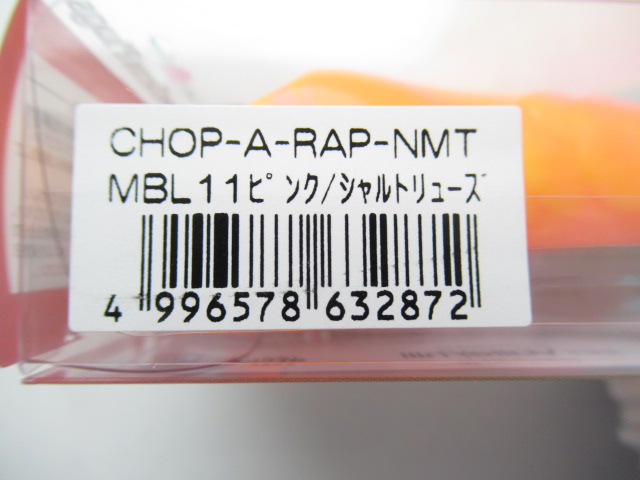 CHOP-A-RAP-NMT
MBL11ﾋﾟﾝｸ/ｼｬﾙﾄﾘｭｰｽﾞ
4 996578 632872